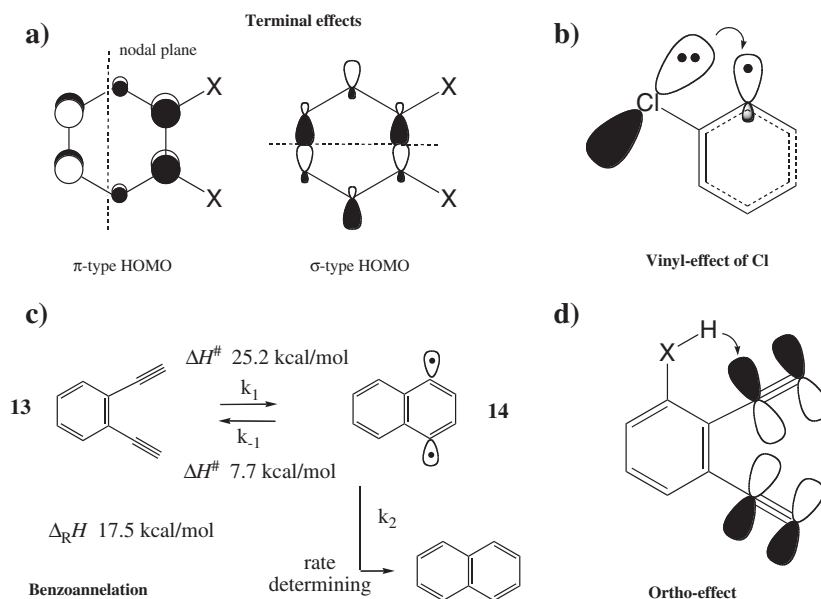 Terminal effects
a)
nodal plane
X
X
π-type HOMO
X
X
σ-type HOMO
b)
Cl
Vinyl-effect of Cl
c)
13
ΔH# 25.2 kcal/mol
k1
k-1
ΔH# 7.7 kcal/mol
14
ΔRH 17.5 kcal/mol
k2
rate
determining
Benzoannelation
d)
H
X
Ortho-effect